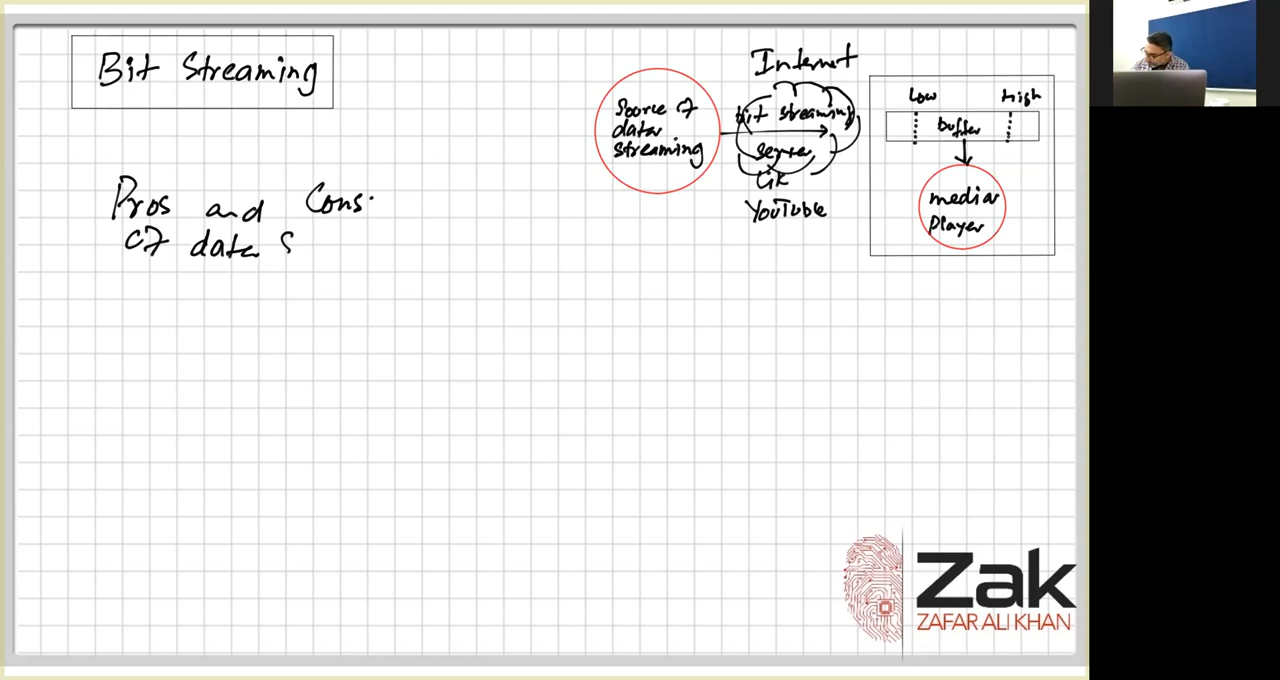 Bit Streaming
Pros and Cons.
of data S
Source of
data
streaming
Internet
bit streaming
server
like
YouTube
Low
High
buffer
media
player
Zak
ZAFAR ALI KHAN